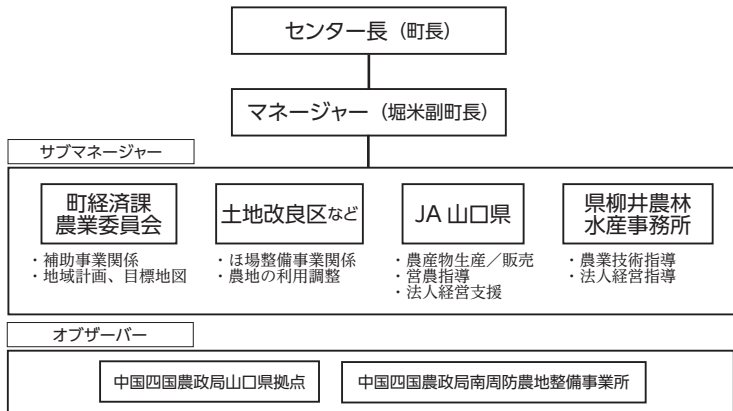 センター長（町長）
マネージャー（堀米副町長）
サブマネージャー
町経済課
農業委員会
・補助事業関係
・地域計画、目標地図
土地改良区など
・ほ場整備事業関係
・農地の利用調整
JA 山口県
・農産物生産／販売
・営農指導
・法人経営支援
県柳井農林
水産事務所
・農業技術指導
・法人経営指導
オブザーバー
中国四国農政局山口県拠点
中国四国農政局南周防農地整備事業所